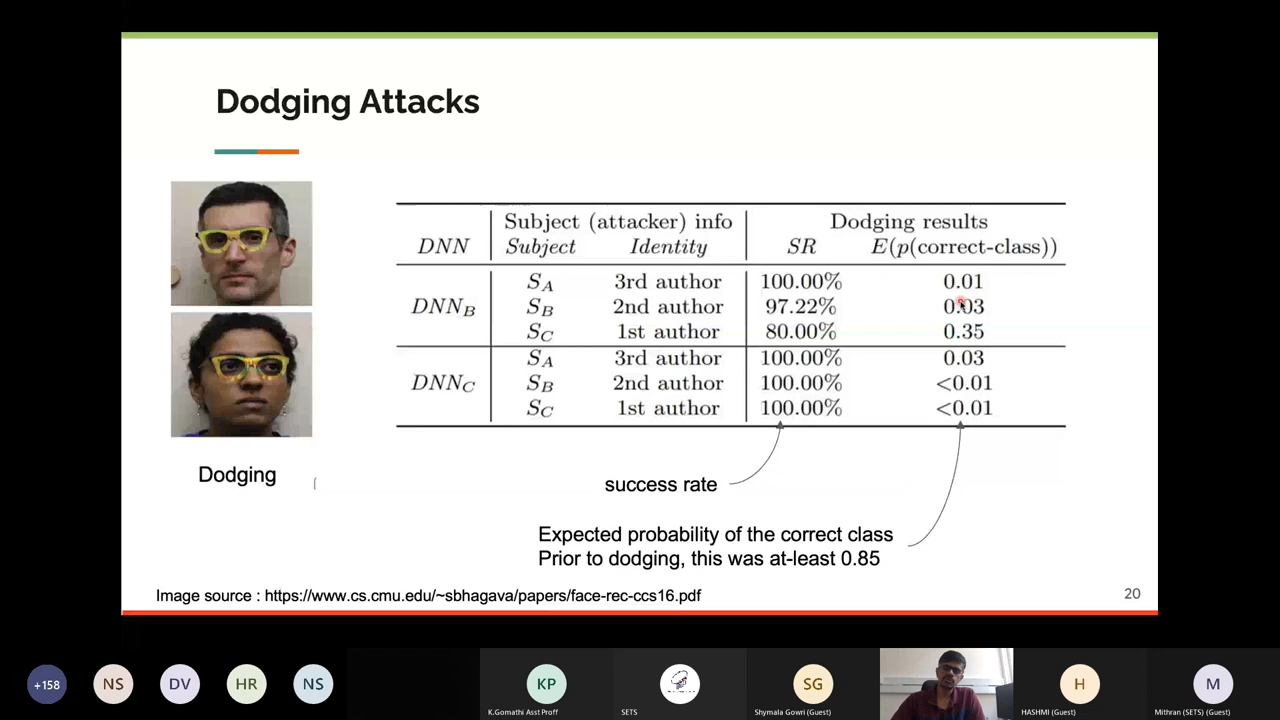 Dodging Attacks
DNN Subject (attacker) info Dodging results
Subject Identity SR E(p(correct-class))
S_A 3rd author 100.00% 0.01
DNN_B S_B 2nd author 97.22% 0.03
S_C 1st author 80.00% 0.35
S_A 3rd author 100.00% 0.03
DNN_C S_B 2nd author 100.00% <0.01
S_C 1st author 100.00% <0.01
Dodging
success rate
Expected probability of the correct class
Prior to dodging, this was at-least 0.85
Image source : https://www.cs.cmu.edu/~sbhagava/papers/face-rec-ccs16.pdf
20
+158 NS DV HR NS KP SG H M
K.Gomathi Asst Proff SETS Shymala Gowri (Guest) HASHMI (Guest) Mithran (SETS) (Guest)